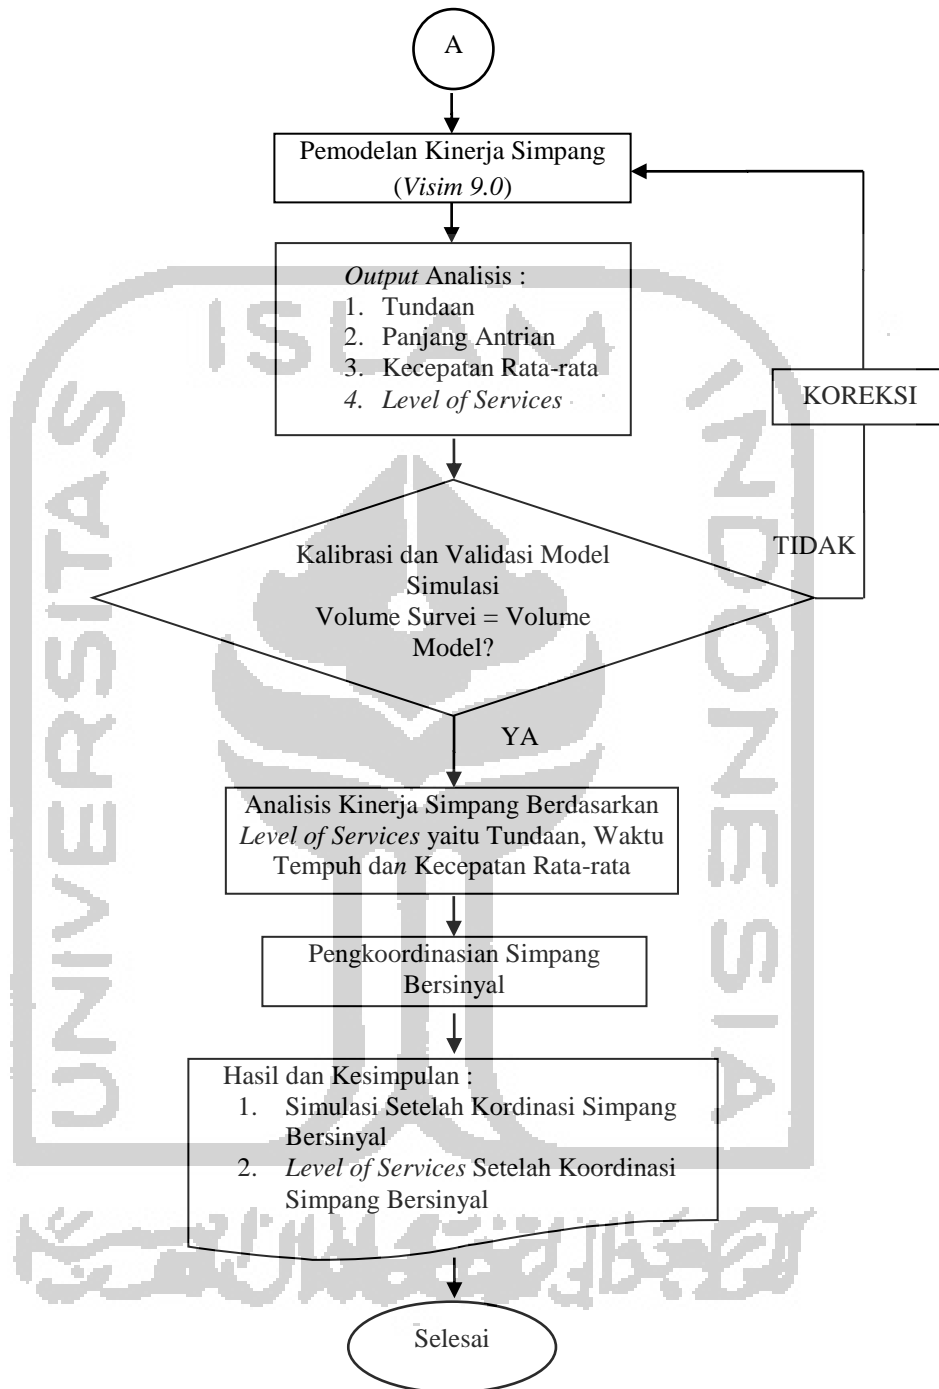 A
Pemodelan Kinerja Simpang
(Visim 9.0)
Output Analisis :
1. Tundaan
2. Panjang Antrian
3. Kecepatan Rata-rata
4. Level of Services
KOREKSI
TIDAK
Kalibrasi dan Validasi Model
Simulasi
Volume Survei = Volume
Model?
YA
Analisis Kinerja Simpang Berdasarkan
Level of Services yaitu Tundaan, Waktu
Tempuh dan Kecepatan Rata-rata
Pengkoordinasian Simpang
Bersinyal
Hasil dan Kesimpulan :
1. Simulasi Setelah Kordinasi Simpang
Bersinyal
2. Level of Services Setelah Koordinasi
Simpang Bersinyal
Selesai
UNIVERSITAS
ISLAM
INDONESIA